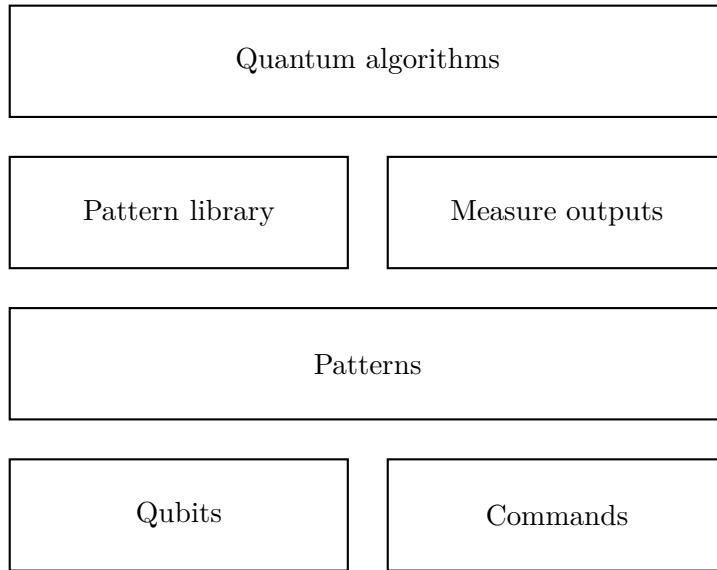 Quantum algorithms
Pattern library
Measure outputs
Patterns
Qubits
Commands